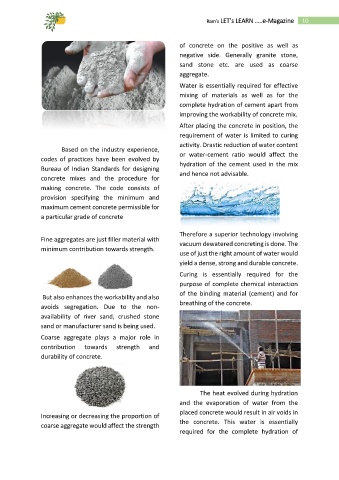 Ram's LET's LEARN .....e-Magazine
Based on the industry experience,
codes of practices have been evolved by
Bureau of Indian Standards for designing
concrete mixes and the procedure for
making concrete. The code consists of
provision specifying the minimum and
maximum cement concrete permissible for
a particular grade of concrete
Fine aggregates are just filler material with
minimum contribution towards strength.
But also enhances the workability and also
avoids segregation. Due to the non-
availability of river sand, crushed stone
sand or manufacturer sand is being used.
Coarse aggregate plays a major role in
contribution towards strength and
durability of concrete.
Increasing or decreasing the proportion of
coarse aggregate would affect the strength
of concrete on the positive as well as
negative side. Generally granite stone,
sand stone etc. are used as coarse
aggregate.
Water is essentially required for effective
mixing of materials as well as for the
complete hydration of cement apart from
improving the workability of concrete mix.
After placing the concrete in position, the
requirement of water is limited to curing
activity. Drastic reduction of water content
or water-cement ratio would affect the
hydration of the cement used in the mix
and hence not advisable.
Therefore a superior technology involving
vacuum dewatered concreting is done. The
use of just the right amount of water would
yield a dense, strong and durable concrete.
Curing is essentially required for the
purpose of complete chemical interaction
of the binding material (cement) and for
breathing of the concrete.
The heat evolved during hydration
and the evaporation of water from the
placed concrete would result in air voids in
the concrete. This water is essentially
required for the complete hydration of